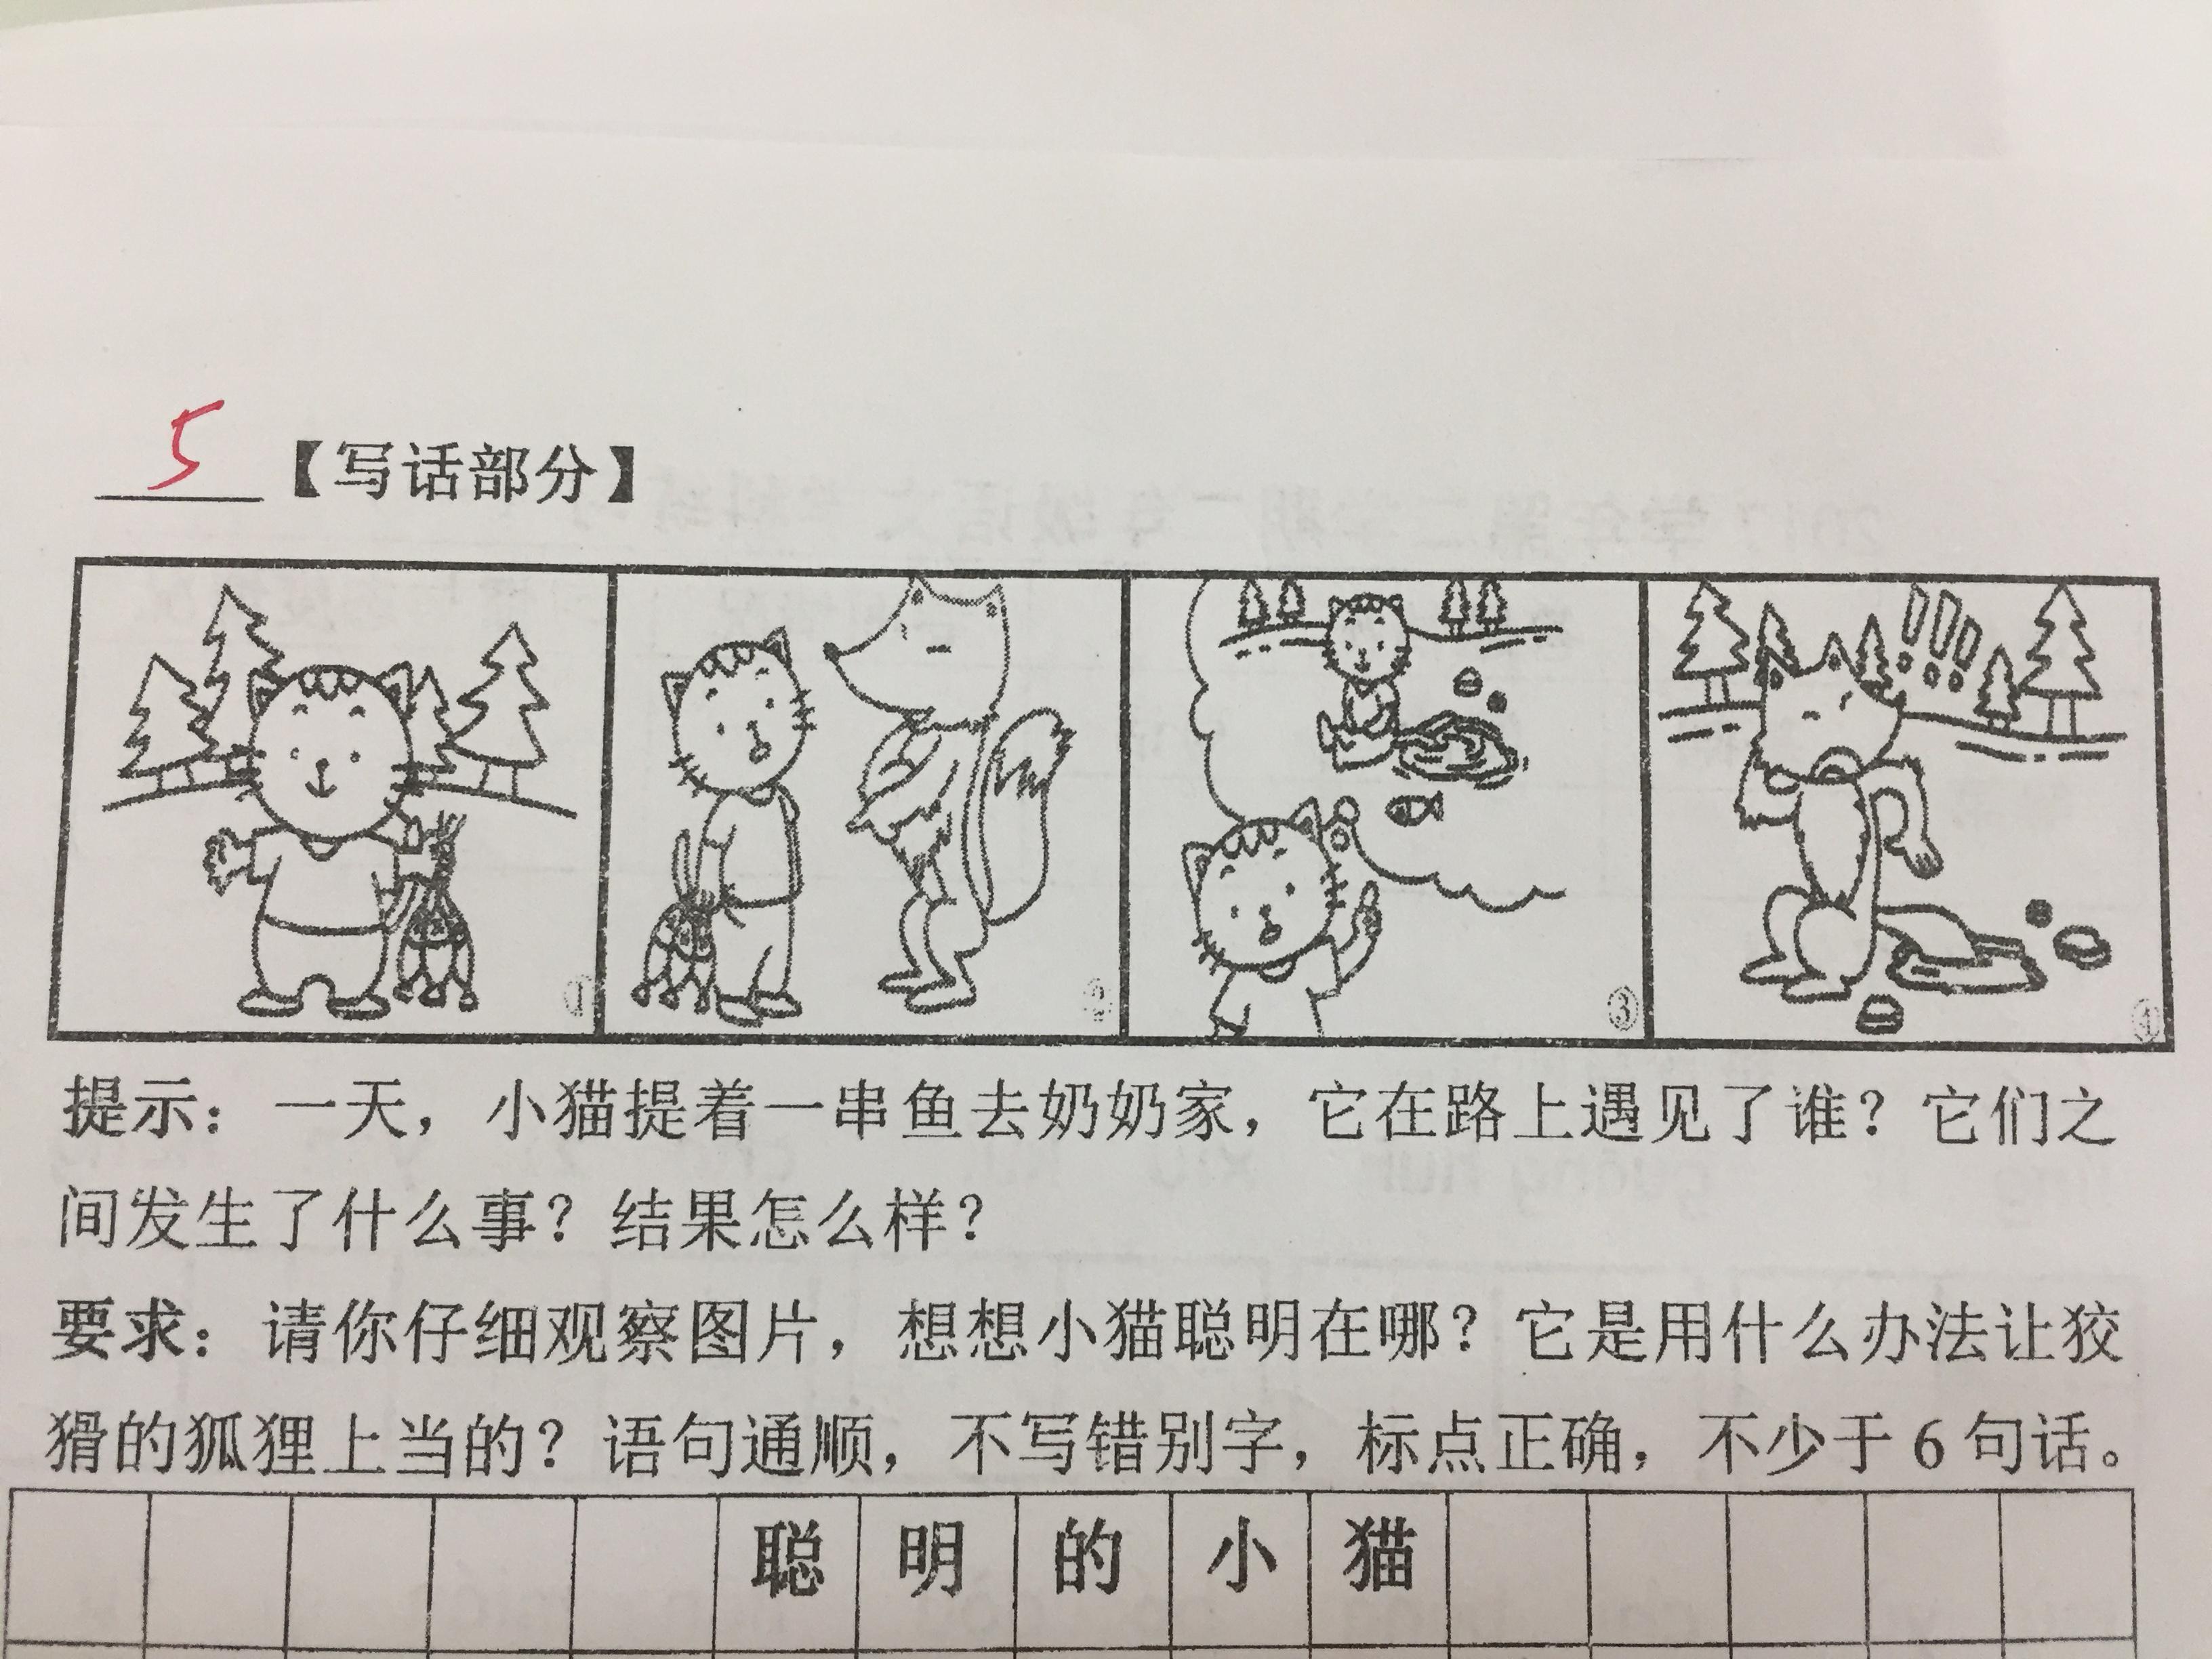 5【写话部分】
① ② ③ ④
提示：一天，小猫提着一串鱼去奶奶家，它在路上遇见了谁？它们之
间发生了什么事？结果怎么样？
要求：请你仔细观察图片，想想小猫聪明在哪？它是用什么办法让狡
猾的狐狸上当的？语句通顺，不写错别字，标点正确，不少于6句话。
聪明的小猫